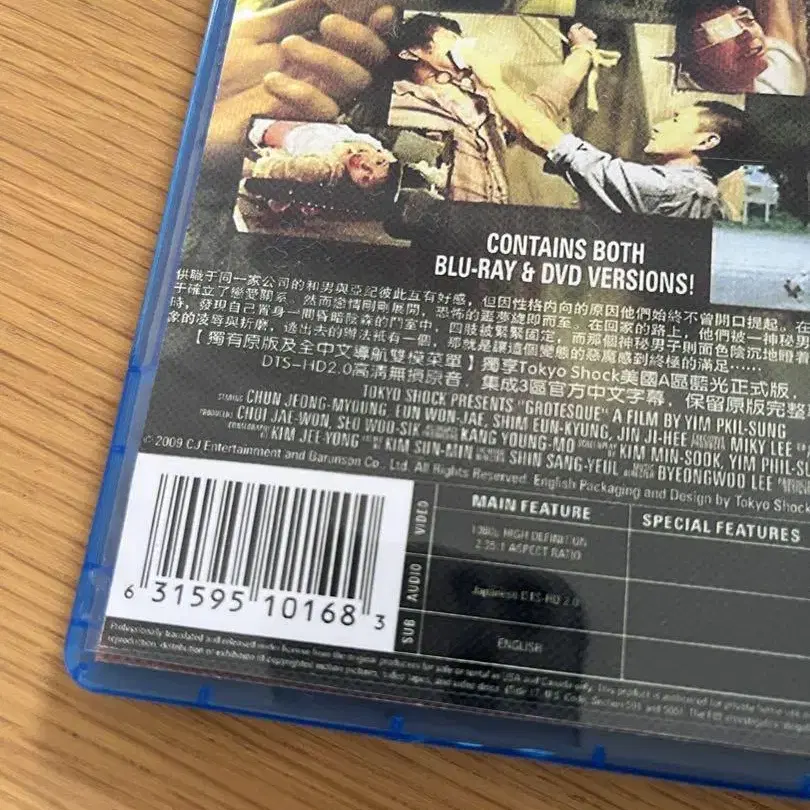 CONTAINS BOTH
BLU-RAY & DVD VERSIONS!
供職于同一家公司的和男與亞紀彼此互有好感，但因性格内向的原因他們始終不曾開口提起。在
于確立了戀愛關系。然而戀情剛剛展開，恐怖的噩夢緣即而至。在回家的路上，他們被一神秘男
時，發現自己置身一間昏暗殺森的鬥室中，四肢被緊緊固定，而那個神秘男子則面色陰沉地瞪着
象的凌辱與折磨，逃出去的辦法衹有一個，那就是讓這個變態的惡魔感到終極的滿足……
【獨有原版及全中文導航雙模菜單】獨享Tokyo Shock美國A區藍光正式版，
DTS-HD2.0高清無損原音，集成3區官方中文字幕，保留原版完整
TOKYO SHOCK PRESENTS "GROTESQUE" A FILM BY YIM PHIL-SUNG
STARRING CHUN JEONG-MYOUNG, EUN WON-JAE, SHIM EUN-KYUNG, JIN JI-HEE MIKY LEE
PRODUCERS CHOI JAE-WON, SEO WOO-SIK KANG YOUNG-MO KIM MIN-SOOK, YIM PHIL-S
KIM JEE-YONG KIM SUN-MIN SHIN SANG-YEUL BYEONGWOO LEE
© 2009 CJ Entertainment and Barunson Co., Ltd. All Rights Reserved. English Packaging and Design by Tokyo Shock
VIDEO
MAIN FEATURE
SPECIAL FEATURES
1080p HIGH DEFINITION
2.35:1 ASPECT RATIO
AUDIO
Japanese DTS-HD 2.0
SUB
ENGLISH
6 31595 10168 3